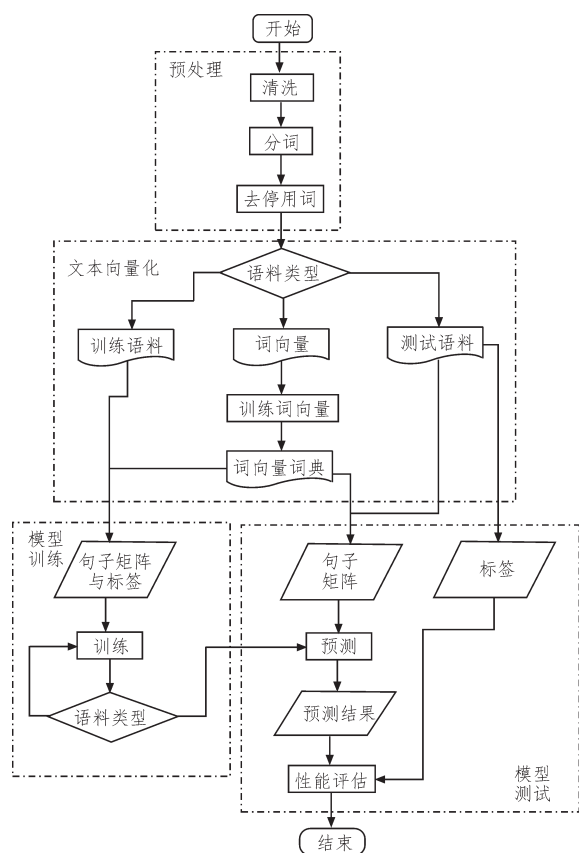 开始
预处理
清洗
分词
去停用词
文本向量化
语料类型
训练语料
词向量
测试语料
训练词向量
词向量词典
模型
训练
句子矩阵
与标签
句子
矩阵
标签
训练
预测
语料类型
预测结果
性能评估
模型
测试
结束